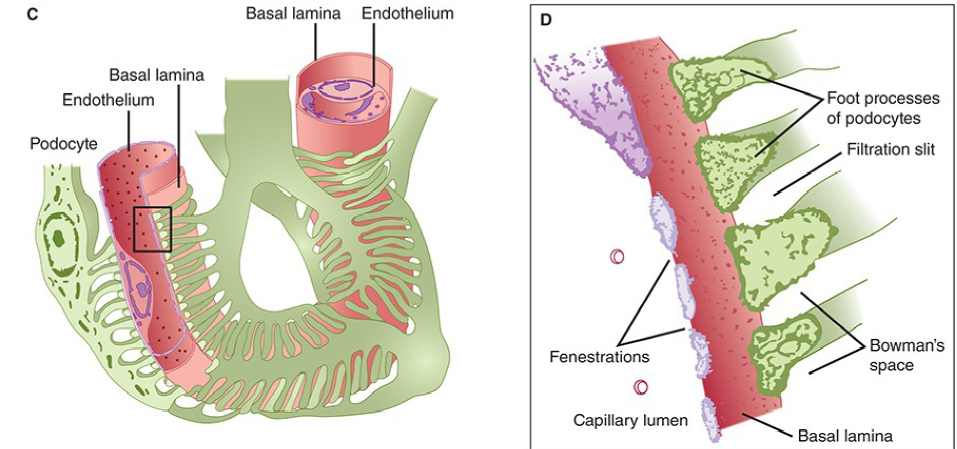 C
Basal lamina
Endothelium
Basal lamina
Endothelium
Podocyte
D
Foot processes
of podocytes
Filtration slit
Fenestrations
Bowman's
space
Capillary lumen
Basal lamina